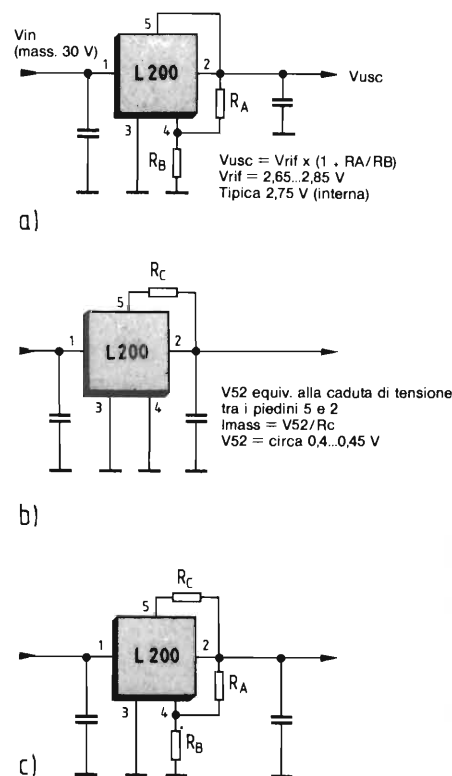 Vin
(mass. 30 V)
5
1
L 200
2
Vusc
RA
3
4
RB
Vusc = Vrif x (1 + RA/RB)
Vrif = 2,65...2,85 V
Tipica 2,75 V (interna)
a)
RC
5
1
L 200
2
3
4
V52 equiv. alla caduta di tensione
tra i piedini 5 e 2
Imass = V52/Rc
V52 = circa 0,4...0,45 V
b)
RC
5
1
L 200
2
RA
3
4
RB
c)